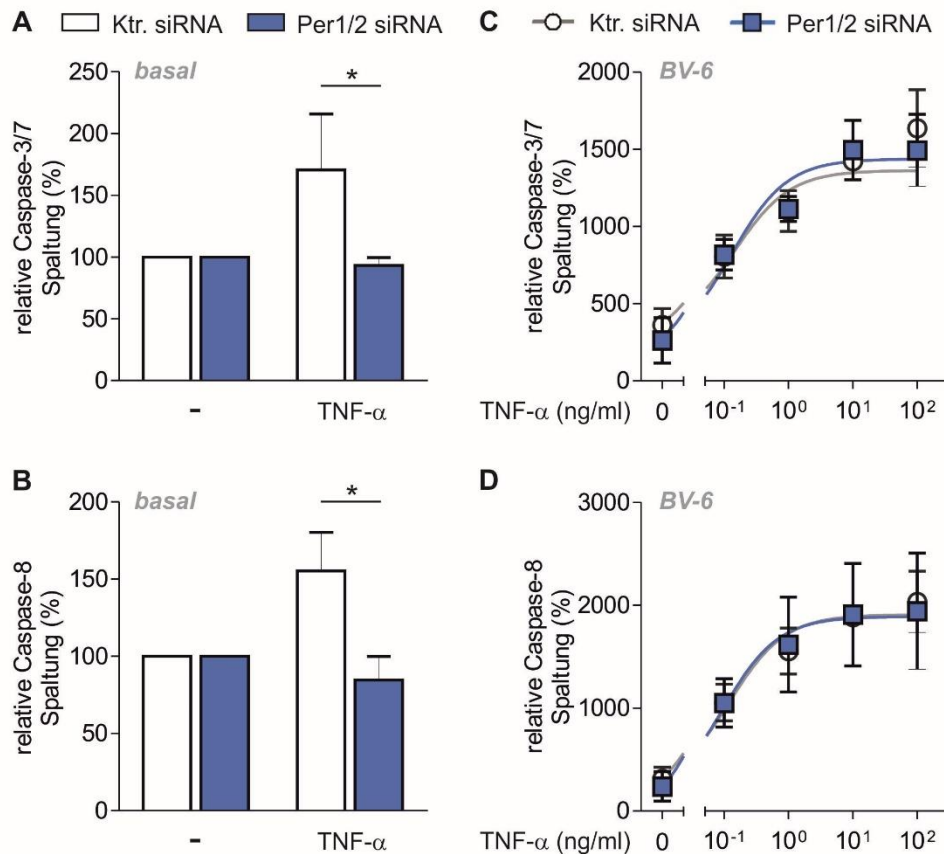 A
Ktr. siRNA
Per1/2 siRNA
basal
*
relative Caspase-3/7
Spaltung (%)
250
200
150
100
50
0
-
TNF-α
B
basal
*
relative Caspase-8
Spaltung (%)
200
150
100
50
0
-
TNF-α
C
Ktr. siRNA
Per1/2 siRNA
BV-6
relative Caspase-3/7
Spaltung (%)
2000
1500
1000
500
0
TNF-α (ng/ml) 0 10⁻¹ 10⁰ 10¹ 10²
D
BV-6
relative Caspase-8
Spaltung (%)
3000
2000
1000
0
TNF-α (ng/ml) 0 10⁻¹ 10⁰ 10¹ 10²